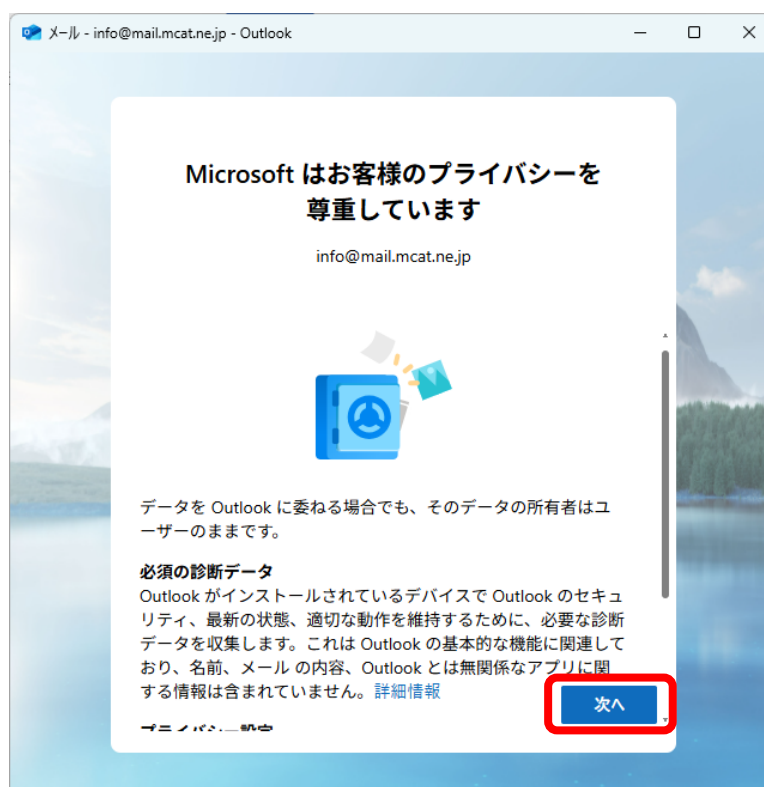 メール - info@mail.mcat.ne.jp - Outlook
Microsoft はお客様のプライバシーを
尊重しています
info@mail.mcat.ne.jp
データを Outlook に委ねる場合でも、そのデータの所有者はユ
ーザーのままです。
必須の診断データ
Outlook がインストールされているデバイスで Outlook のセキュ
リティ、最新の状態、適切な動作を維持するために、必要な診断
データを収集します。これは Outlook の基本的な機能に関連して
おり、名前、メール の内容、Outlook とは無関係なアプリに関
する情報は含まれていません。詳細情報
次へ
プライバシー設定